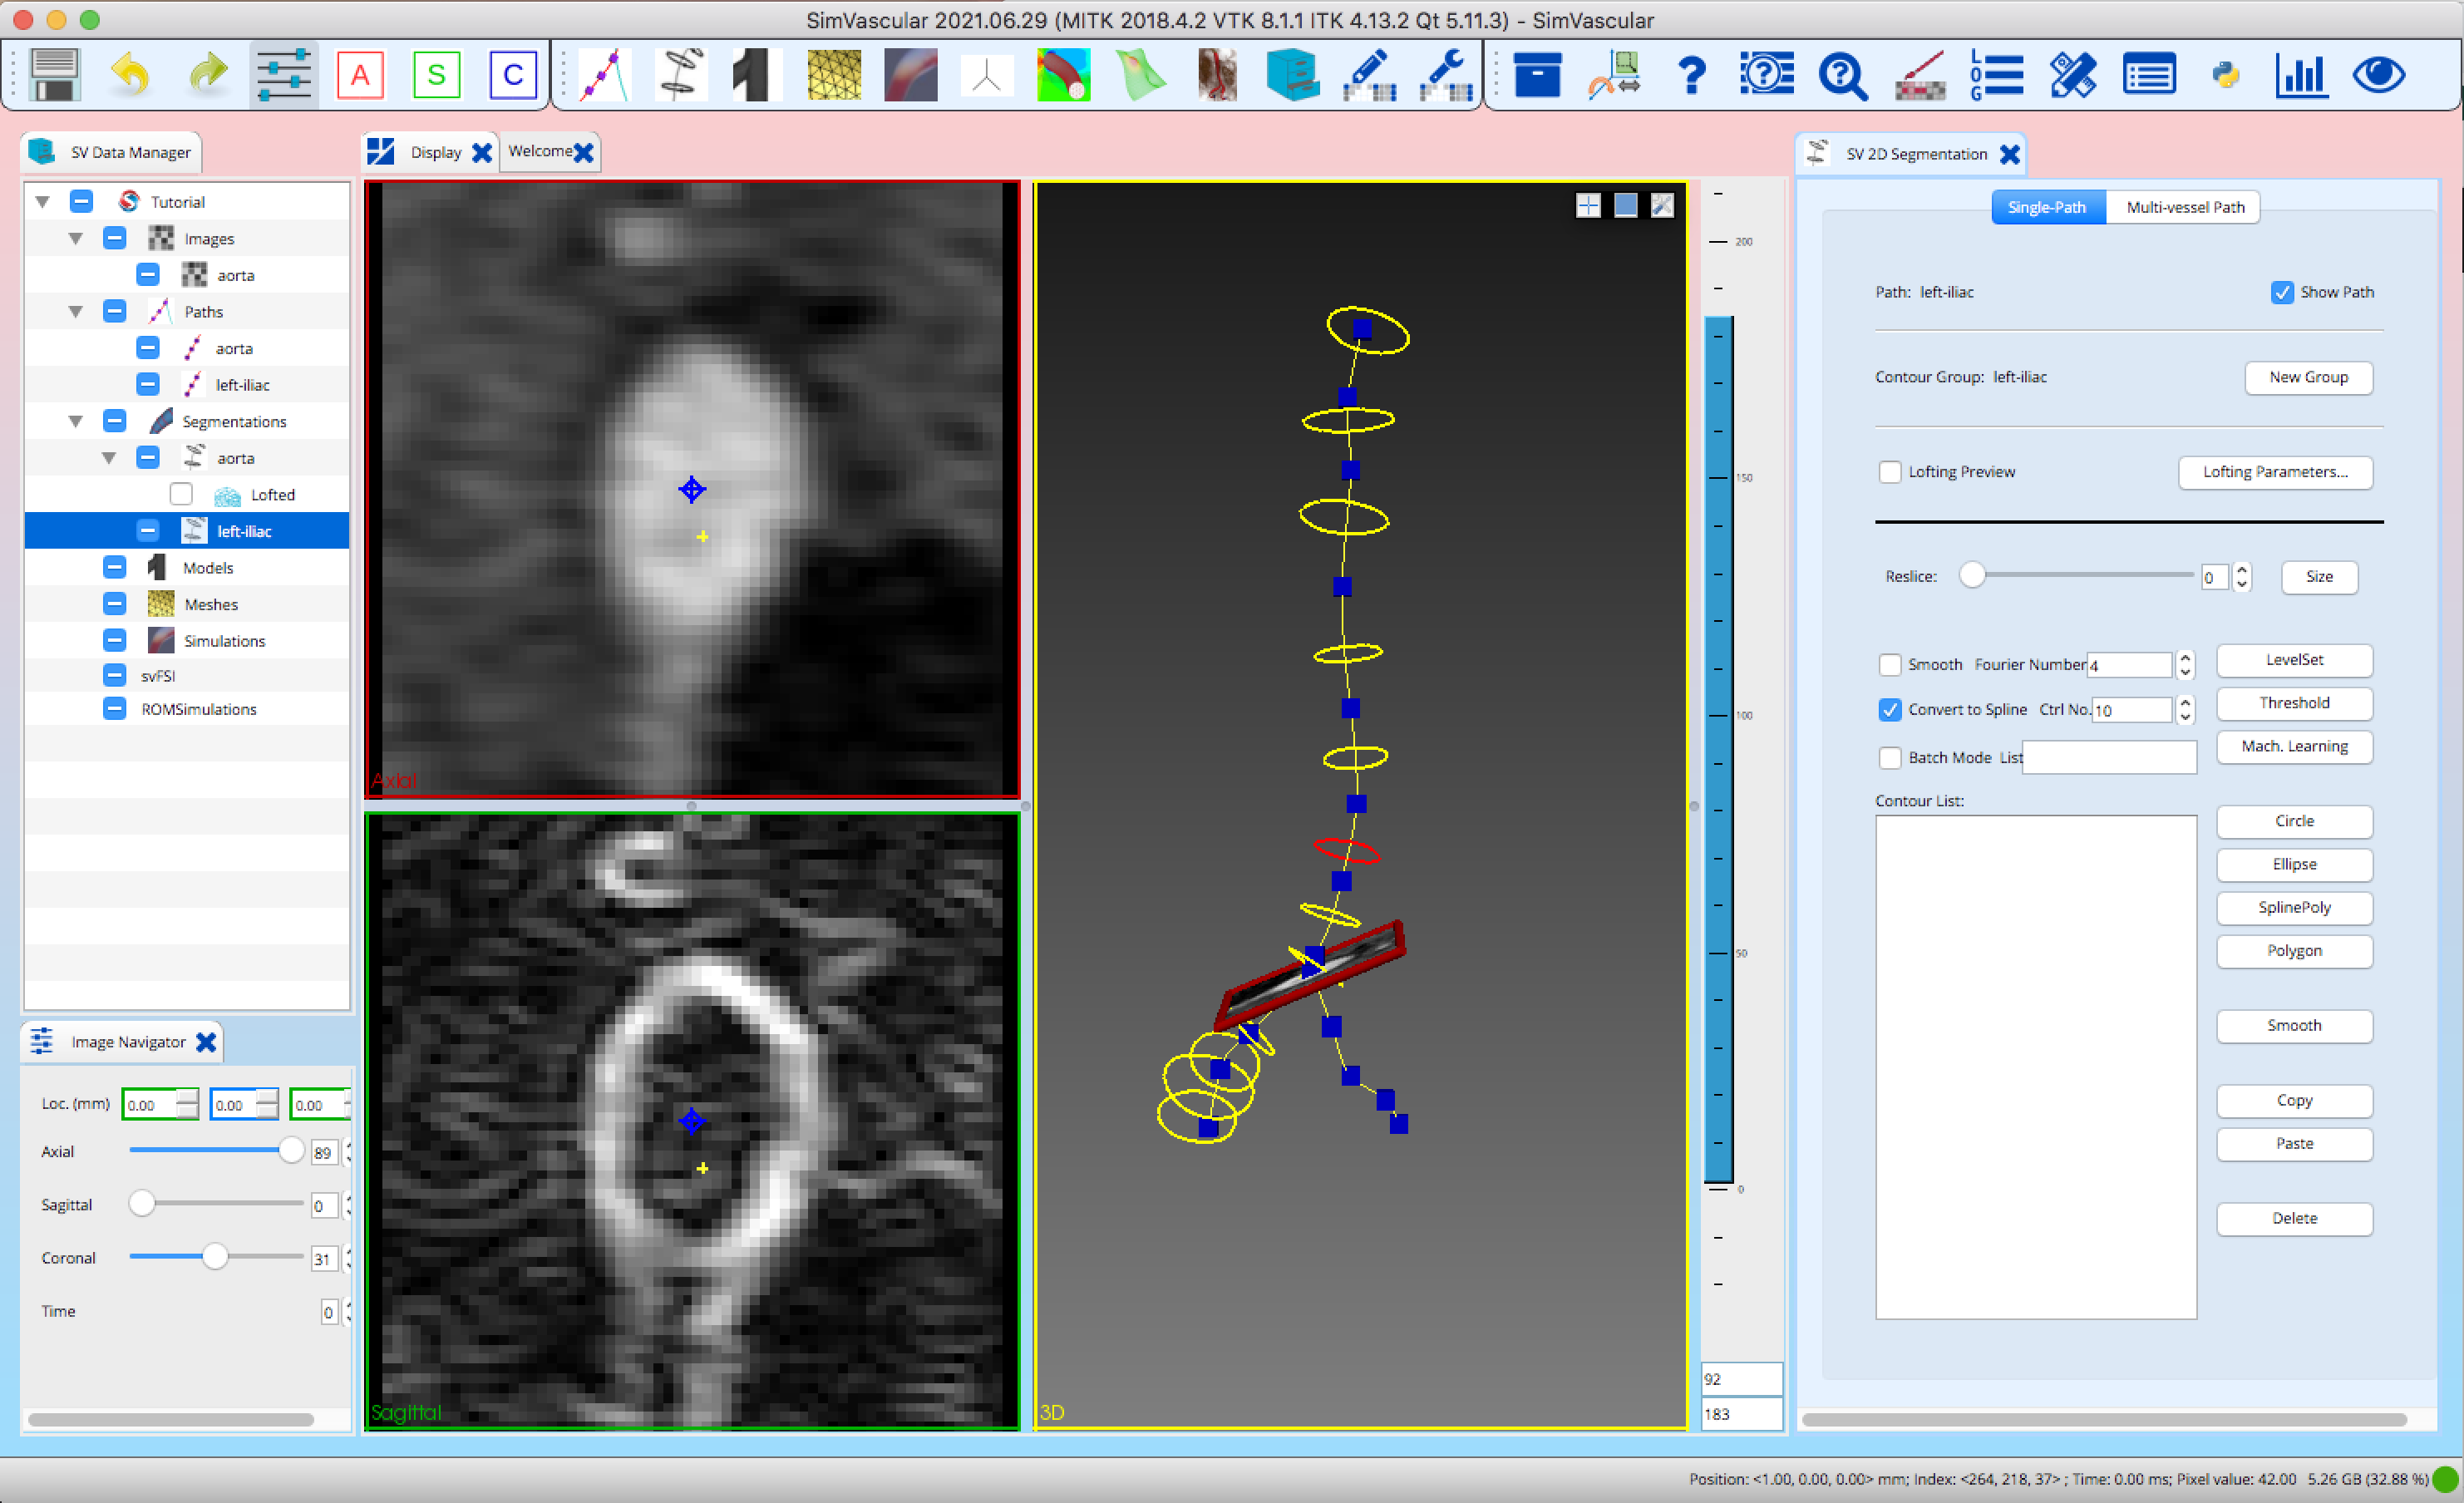 SimVascular 2021.06.29 (MITK 2018.4.2 VTK 8.1.1 ITK 4.13.2 Qt 5.11.3) - SimVascular
A S C
LOG
SV Data Manager
Tutorial
Images
aorta
Paths
aorta
left-iliac
Segmentations
aorta
Lofted
left-iliac
Models
Meshes
Simulations
svFSI
ROMSimulations
Image Navigator
Loc. (mm) 0.00 0.00 0.00
Axial 89
Sagittal 0
Coronal 31
Time 0
Display Welcome
Axial
Sagittal
3D
200
150
100
50
0
92
183
SV 2D Segmentation
Single-Path Multi-vessel Path
Path: left-iliac Show Path
Contour Group: left-iliac New Group
Lofting Preview Lofting Parameters...
Reslice: 0 Size
Smooth Fourier Number 4 LevelSet
Convert to Spline Ctrl No. 10 Threshold
Batch Mode List Mach. Learning
Contour List:
Circle
Ellipse
SplinePoly
Polygon
Smooth
Copy
Paste
Delete
Position: <1.00, 0.00, 0.00> mm; Index: <264, 218, 37> ; Time: 0.00 ms; Pixel value: 42.00 5.26 GB (32.88 %)